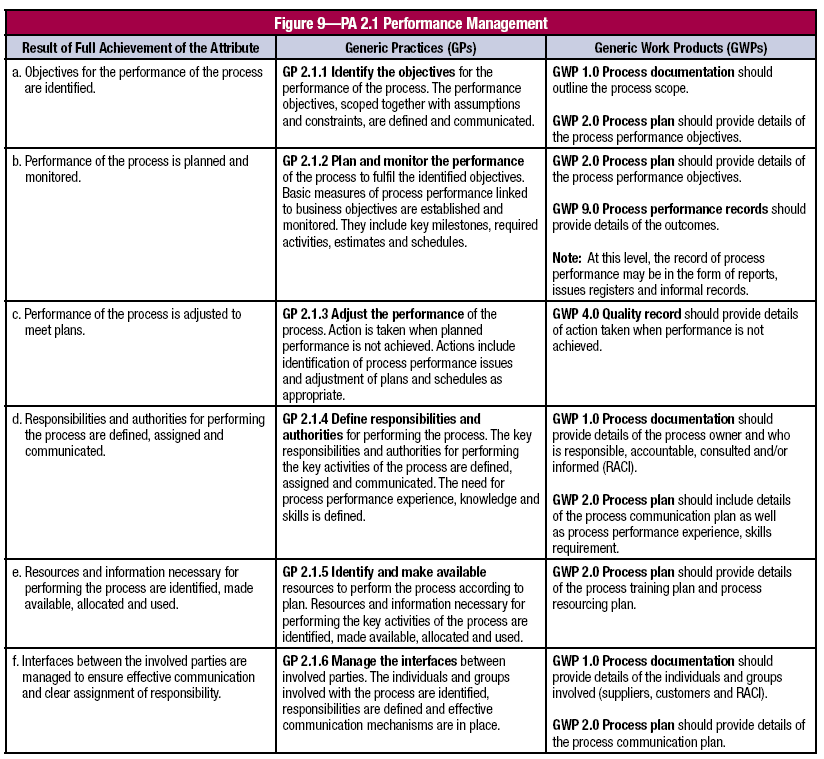 Figure 9—PA 2.1 Performance Management
Result of Full Achievement of the Attribute
Generic Practices (GPs)
Generic Work Products (GWPs)
a. Objectives for the performance of the process
are identified.
GP 2.1.1 Identify the objectives for the
performance of the process. The performance
objectives, scoped together with assumptions
and constraints, are defined and communicated.
GWP 1.0 Process documentation should
outline the process scope.
GWP 2.0 Process plan should provide details of
the process performance objectives.
b. Performance of the process is planned and
monitored.
GP 2.1.2 Plan and monitor the performance
of the process to fulfil the identified objectives.
Basic measures of process performance linked
to business objectives are established and
monitored. They include key milestones, required
activities, estimates and schedules.
GWP 2.0 Process plan should provide details of
the process performance objectives.
GWP 9.0 Process performance records should
provide details of the outcomes.
Note: At this level, the record of process
performance may be in the form of reports,
issues registers and informal records.
c. Performance of the process is adjusted to
meet plans.
GP 2.1.3 Adjust the performance of the
process. Action is taken when planned
performance is not achieved. Actions include
identification of process performance issues
and adjustment of plans and schedules as
appropriate.
GWP 4.0 Quality record should provide details
of action taken when performance is not
achieved.
d. Responsibilities and authorities for performing
the process are defined, assigned and
communicated.
GP 2.1.4 Define responsibilities and
authorities for performing the process. The key
responsibilities and authorities for performing
the key activities of the process are defined,
assigned and communicated. The need for
process performance experience, knowledge and
skills is defined.
GWP 1.0 Process documentation should
provide details of the process owner and who
is responsible, accountable, consulted and/or
informed (RACI).
GWP 2.0 Process plan should include details
of the process communication plan as well
as process performance experience, skills
requirement.
e. Resources and information necessary for
performing the process are identified, made
available, allocated and used.
GP 2.1.5 Identify and make available
resources to perform the process according to
plan. Resources and information necessary for
performing the key activities of the process are
identified, made available, allocated and used.
GWP 2.0 Process plan should provide details
of the process training plan and process
resourcing plan.
f. Interfaces between the involved parties are
managed to ensure effective communication
and clear assignment of responsibility.
GP 2.1.6 Manage the interfaces between
involved parties. The individuals and groups
involved with the process are identified,
responsibilities are defined and effective
communication mechanisms are in place.
GWP 1.0 Process documentation should
provide details of the individuals and groups
involved (suppliers, customers and RACI).
GWP 2.0 Process plan should provide details of
the process communication plan.